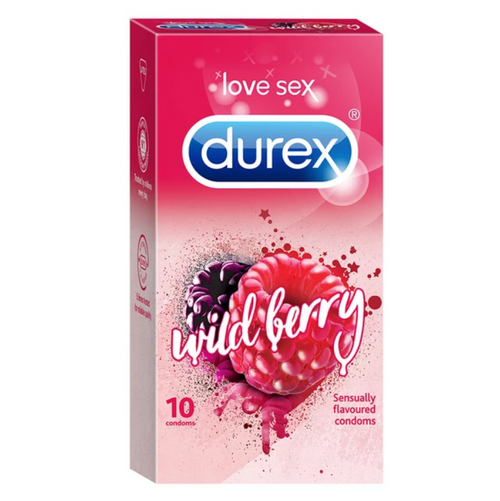 love sex
durex®
wild berry
10
condoms
Sensually
flavoured
condoms